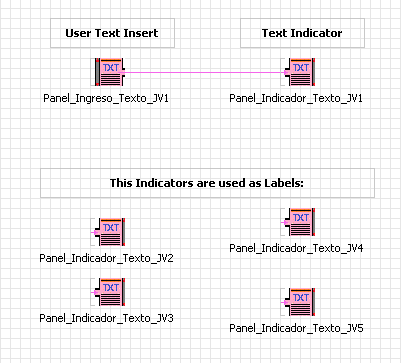 User Text Insert
Text Indicator
TXT
TXT
Panel_Ingreso_Texto_JV1
Panel_Indicador_Texto_JV1
This Indicators are used as Labels:
TXT
TXT
Panel_Indicador_Texto_JV2
Panel_Indicador_Texto_JV4
TXT
TXT
Panel_Indicador_Texto_JV3
Panel_Indicador_Texto_JV5